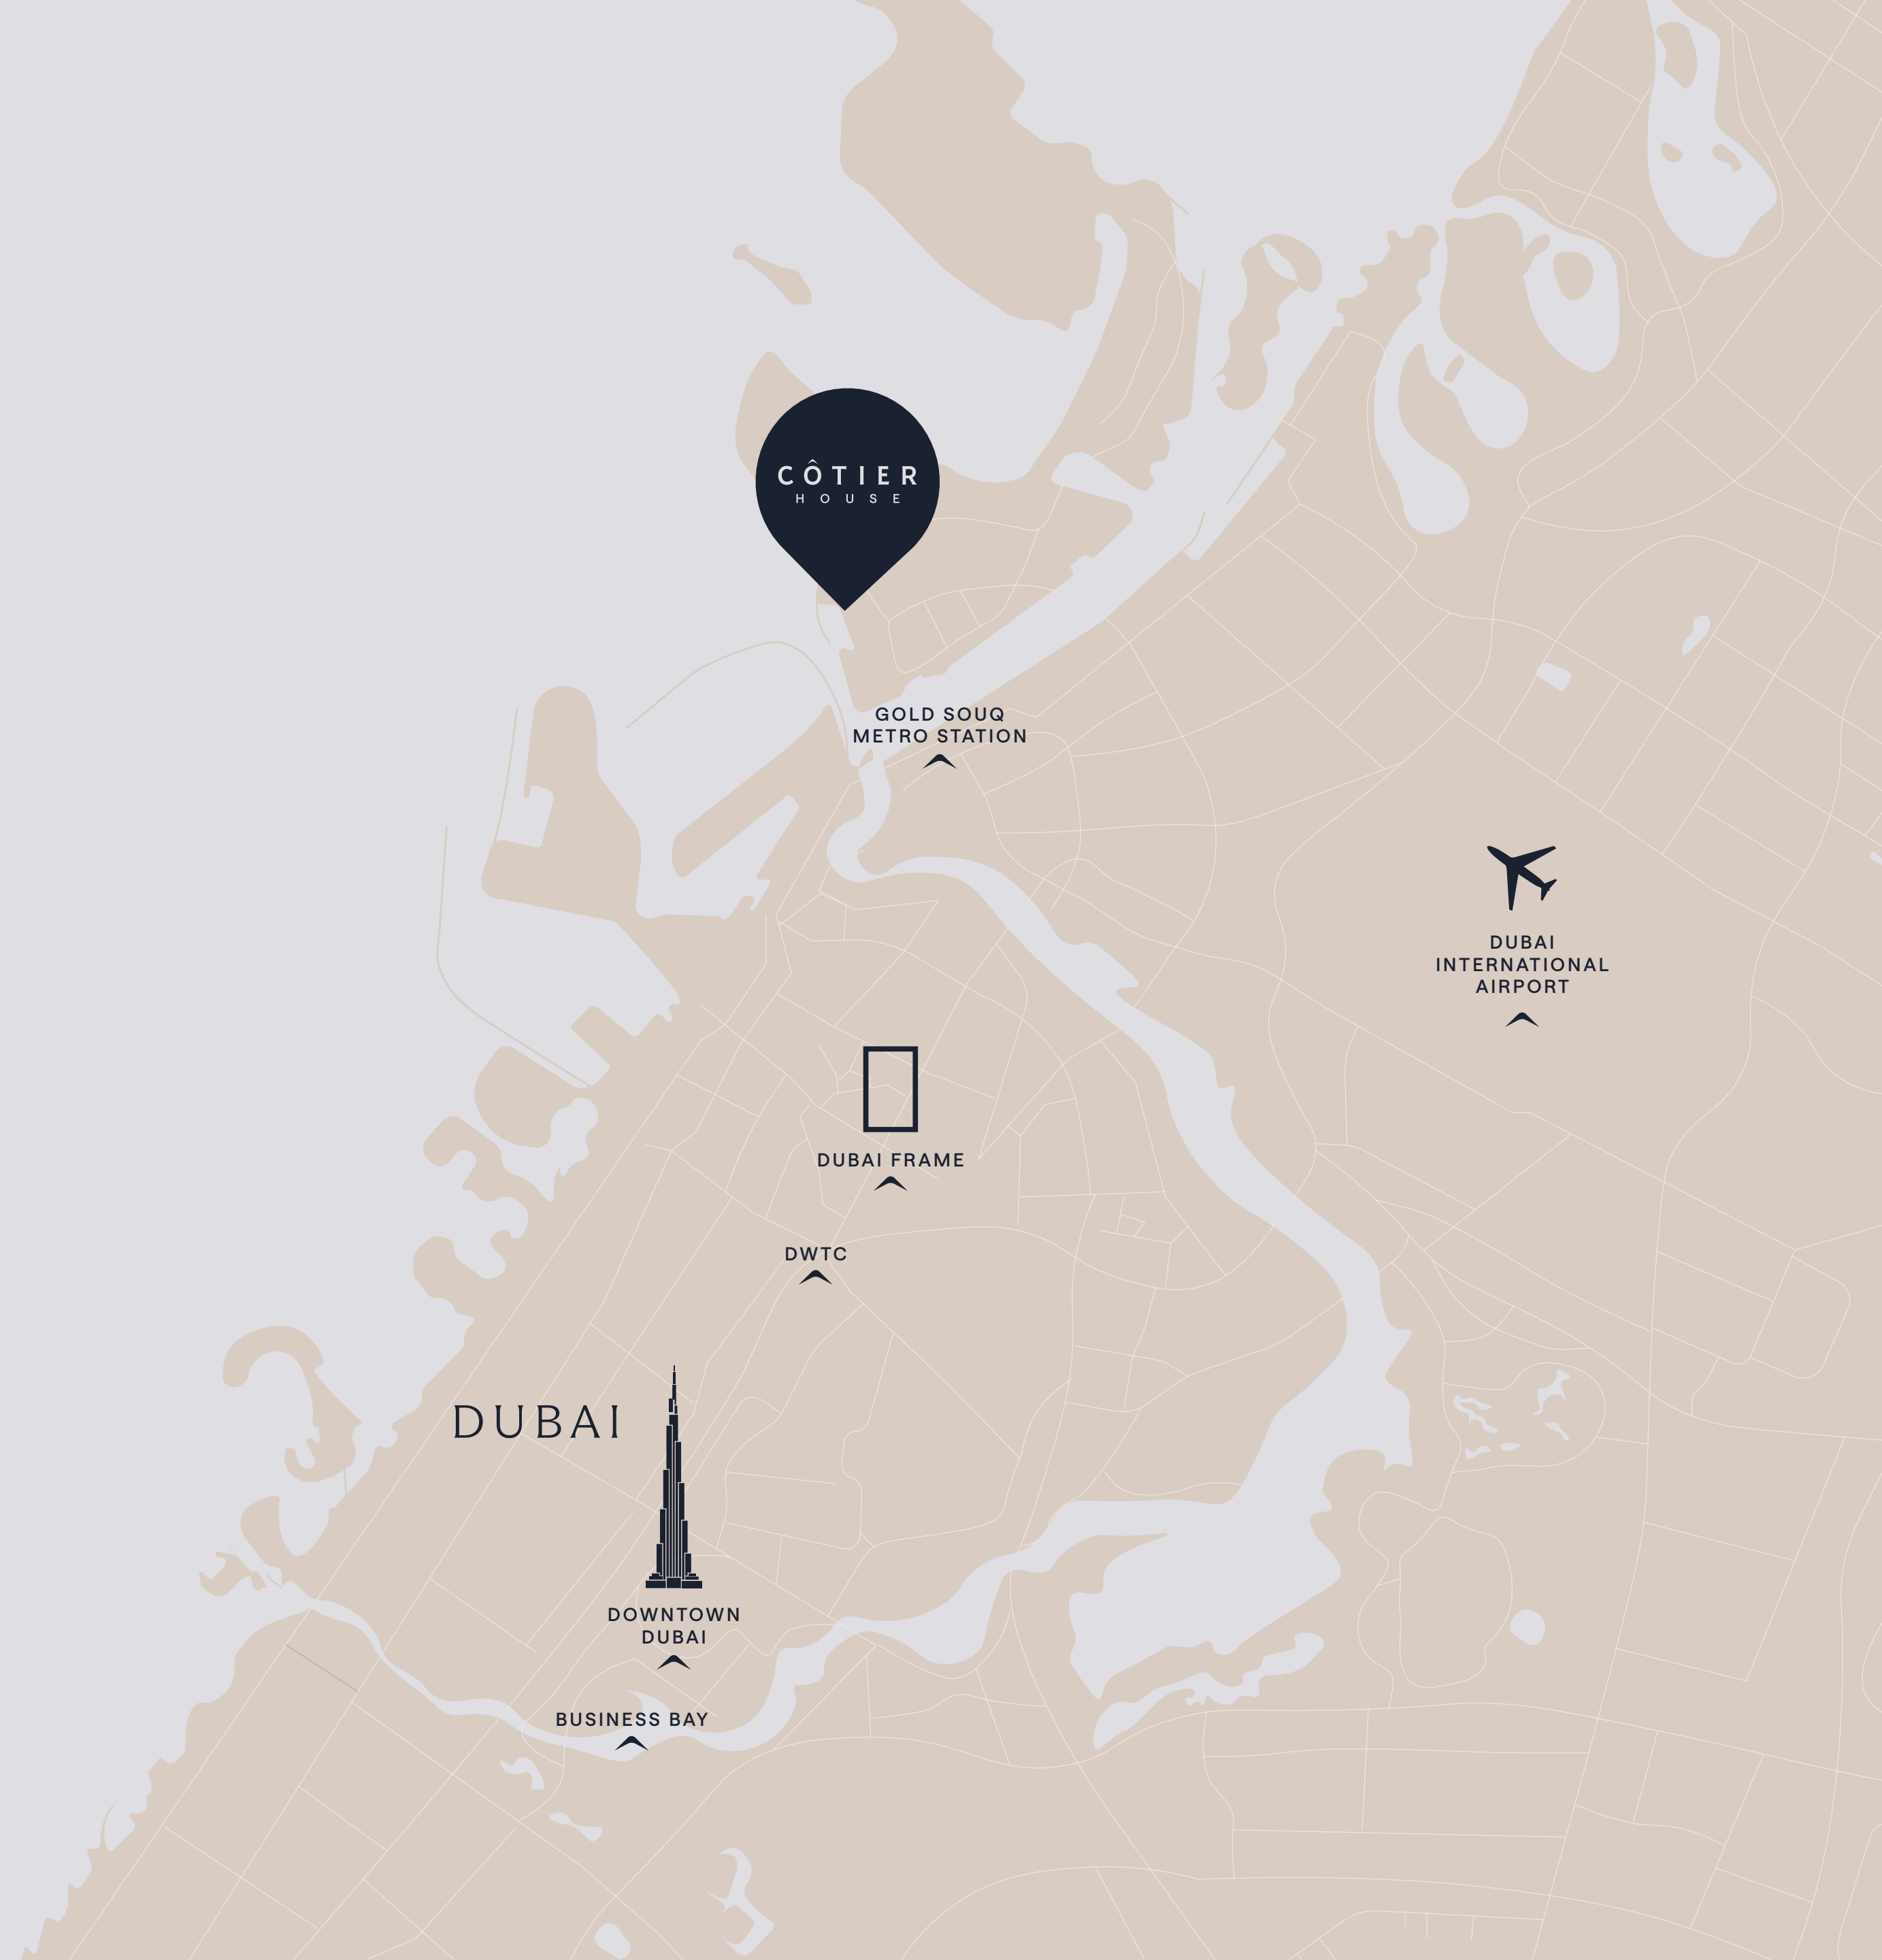 CÔTIER
HOUSE
GOLD SOUQ
METRO STATION
DUBAI
INTERNATIONAL
AIRPORT
DUBAI FRAME
DWTC
DUBAI
DOWNTOWN
DUBAI
BUSINESS BAY